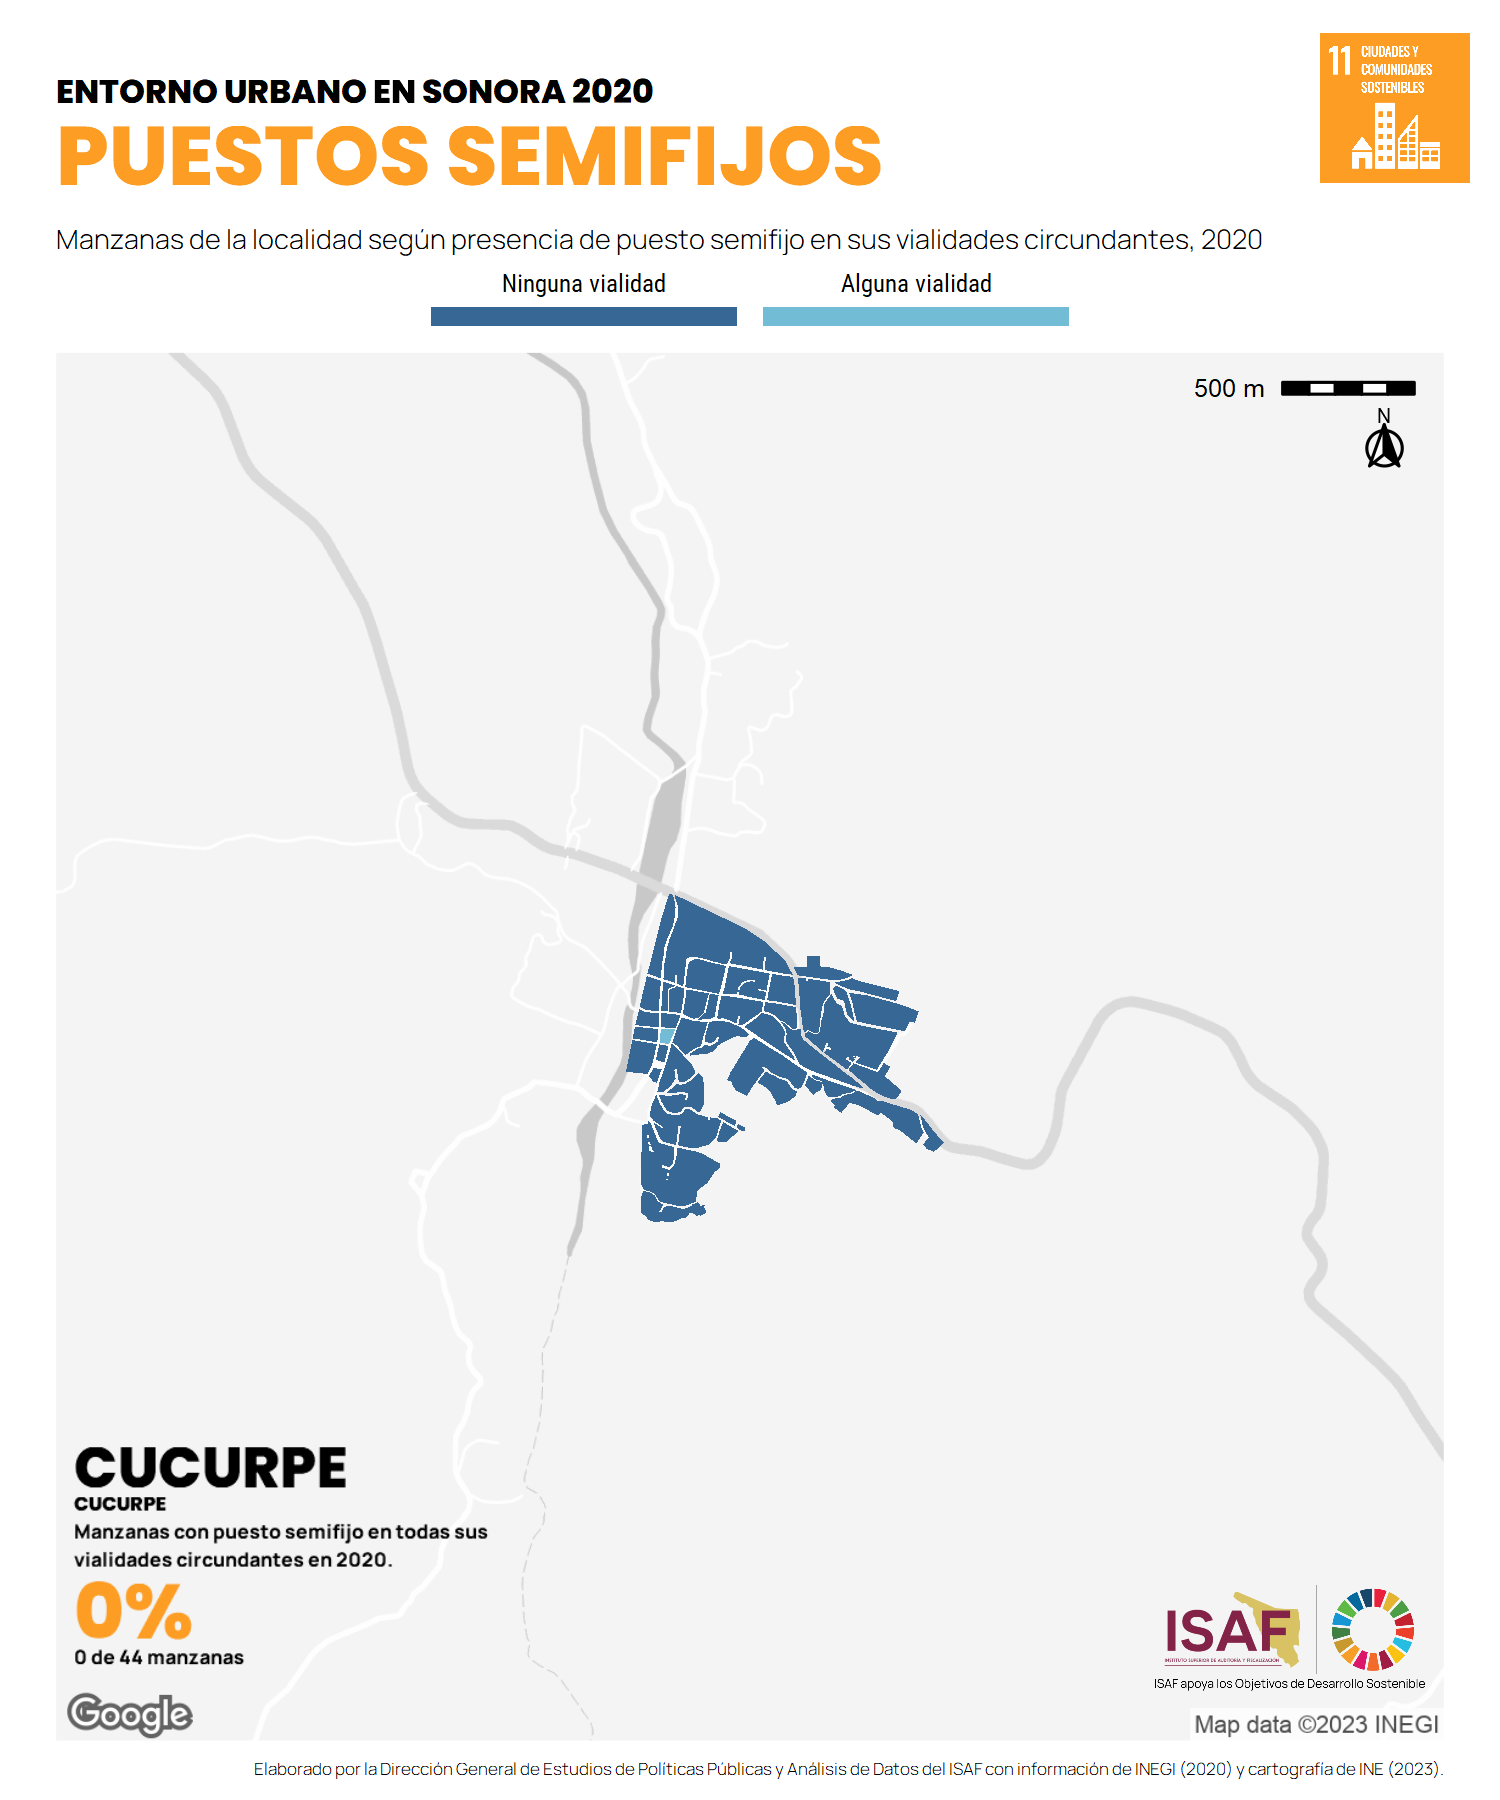 11 CIUDADES Y
COMUNIDADES
SOSTENIBLES
ENTORNO URBANO EN SONORA 2020
PUESTOS SEMIFIJOS
Manzanas de la localidad según presencia de puesto semifijo en sus vialidades circundantes, 2020
Ninguna vialidad
Alguna vialidad
500 m
N
CUCURPE
CUCURPE
Manzanas con puesto semifijo en todas sus
vialidades circundantes en 2020.
0%
0 de 44 manzanas
Google
ISAF
INSTITUTO SUPERIOR DE AUDITORÍA Y FISCALIZACIÓN
ISAF apoya los Objetivos de Desarrollo Sostenible
Map data ©2023 INEGI
Elaborado por la Dirección General de Estudios de Políticas Públicas y Análisis de Datos del ISAF con información de INEGI (2020) y cartografía de INE (2023).